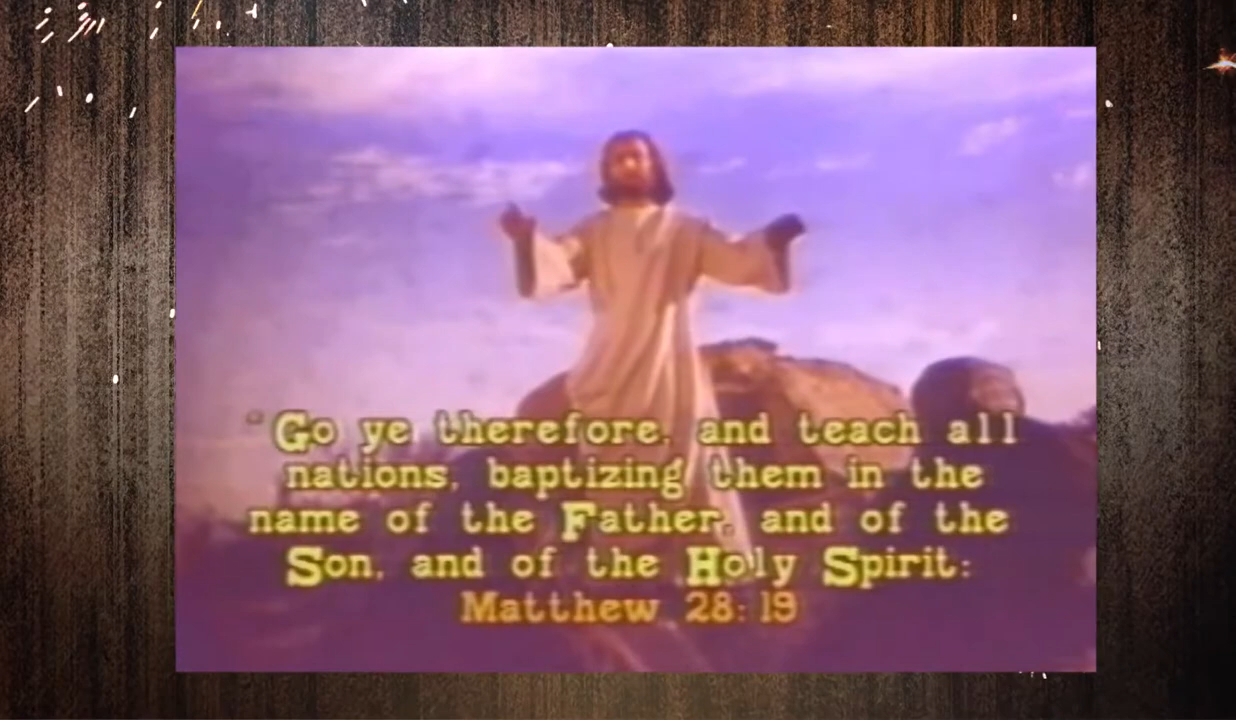 "Go ye therefore, and teach all
nations, baptizing them in the
name of the Father, and of the
Son, and of the Holy Spirit:
Matthew 28:19